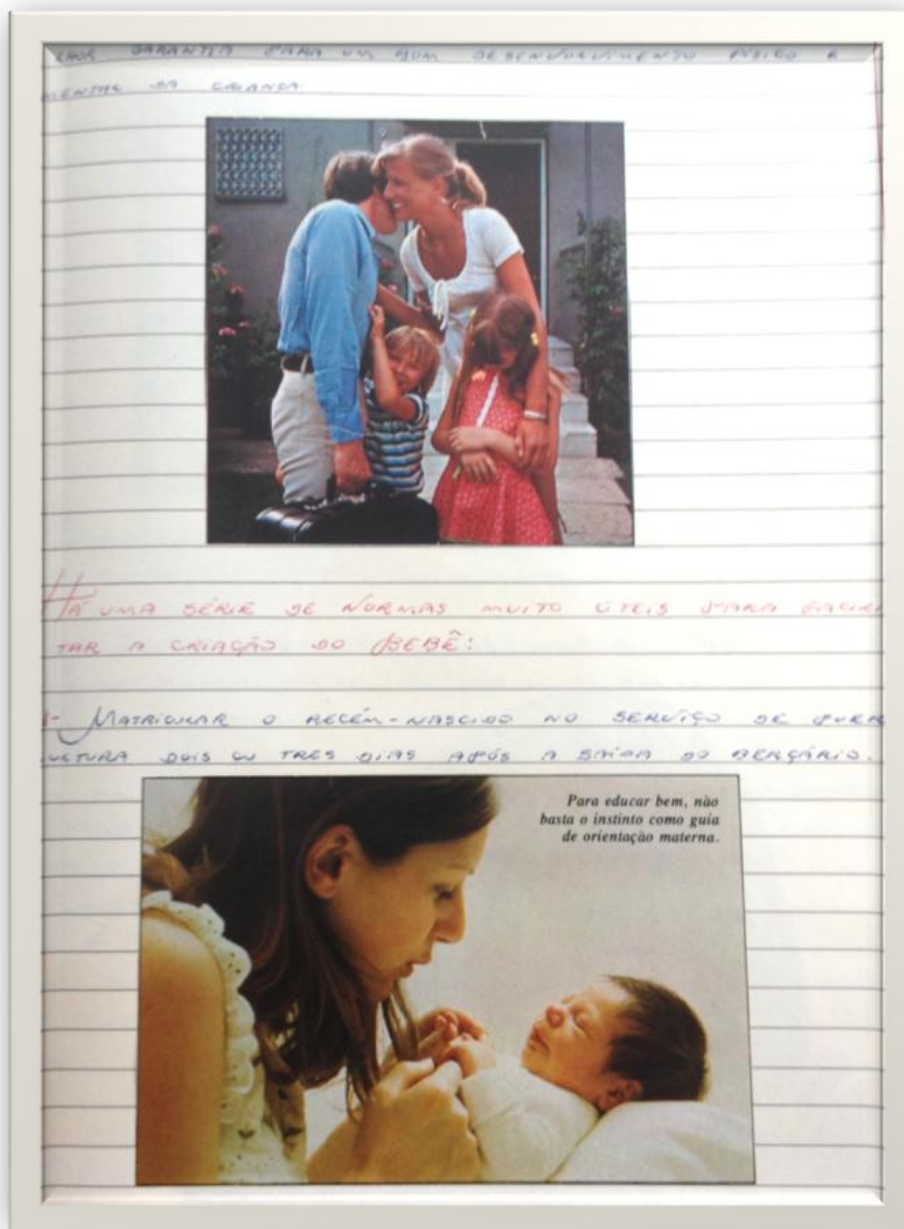 GARANTIA PARA UM BOM DESENVOLVIMENTO FÍSICO E
MENTAL DA CRIANÇA
HÁ UMA SÉRIE DE NORMAS MUITO ÚTEIS PARA FACILI
TAR A CRIAÇÃO DO BEBÊ:
1- MATRICULAR O RECÉM-NASCIDO NO SERVIÇO DE PUERI
CULTURA DOIS OU TRES DIAS APÓS A SAÍDA DO BERÇÁRIO.
Para educar bem, não
basta o instinto como guia
de orientação materna.